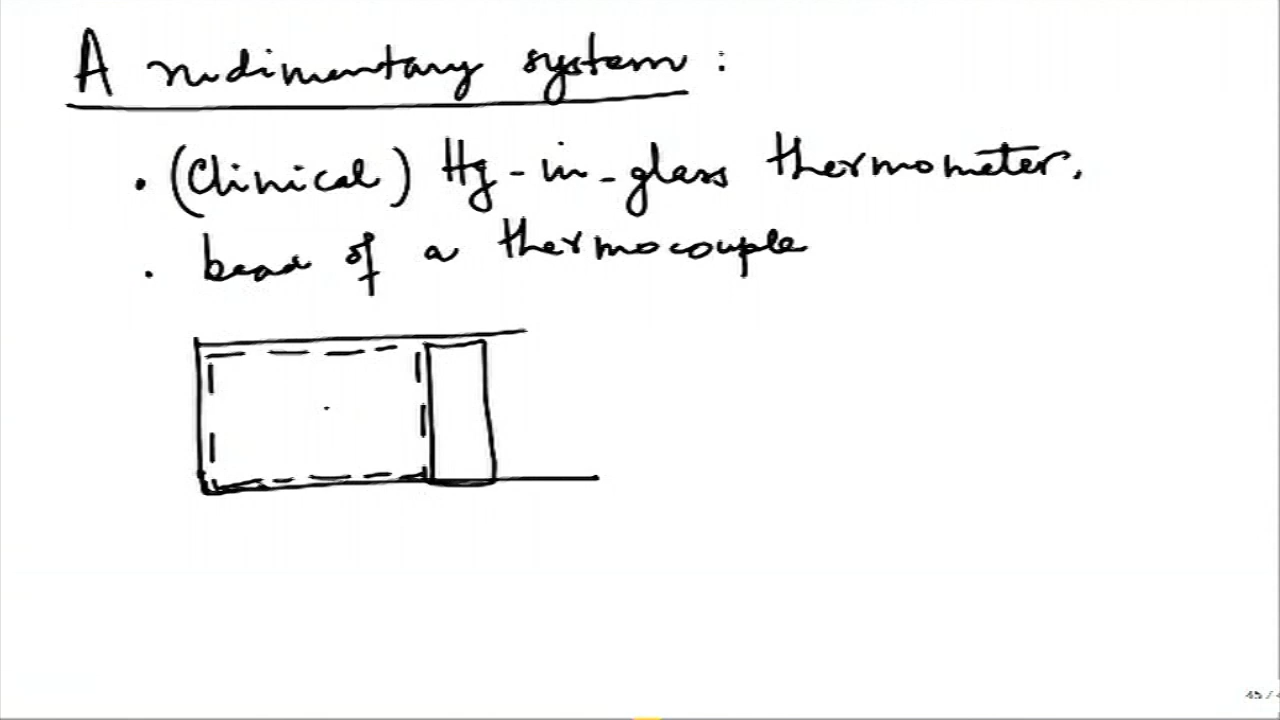 A rudimentary system :
· (Clinical) Hg-in-glass thermometer.
· bead of a thermocouple